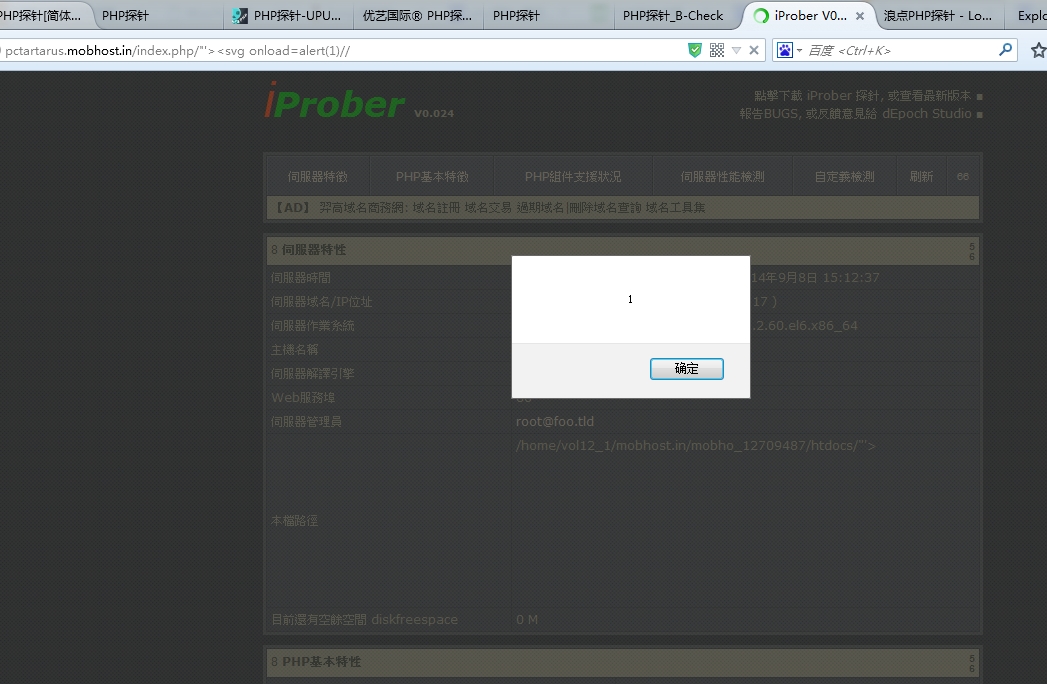 PHP探针[简体... PHP探针 PHP探针-UPU... 优艺国际® PHP探... PHP探针 PHP探针_B-Check iProber V0... 浪点PHP探针 - Lo... Explo
pctartarus.mobhost.in/index.php/"'><svg onload=alert(1)// 百度 <Ctrl+K>
iProber V0.024
點擊下載 iProber 探針, 或查看最新版本
報告BUGS, 或反饋意見給 dEpoch Studio
伺服器特徵 PHP基本特徵 PHP組件支援狀況 伺服器性能檢測 自定義檢測 刷新
【AD】 羿高域名商務網: 域名註冊 域名交易 過期域名|刪除域名查詢 域名工具集
8 伺服器特性 5 6
伺服器時間 14年9月8日 15:12:37
伺服器域名/IP位址 17 )
伺服器作業系統 .2.60.el6.x86_64
主機名稱
伺服器解譯引擎
Web服務埠
伺服器管理員 root@foo.tld
1
确定
本檔路徑 /home/vol12_1/mobhost.in/mobho_12709487/htdocs/"'>
目前還有空餘空間 diskfreespace 0 M
8 PHP基本特性 5 6